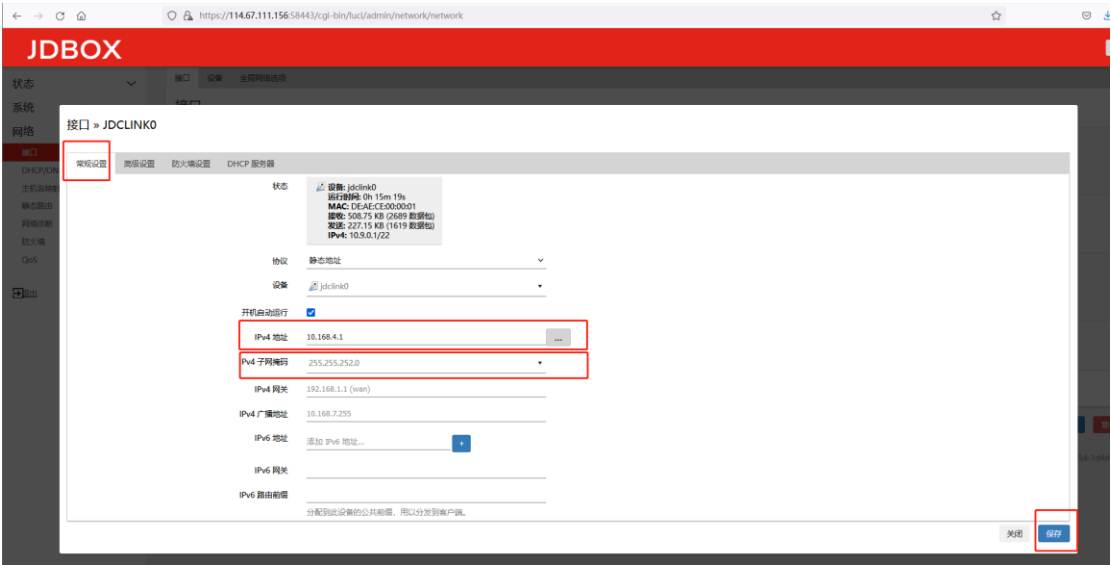 https://114.67.111.156:58443/cgi-bin/luci/admin/network/network
JDBOX
状态
接口 设备 全局网络选项
系统
接口
网络
接口 » JDCLINK0
接口
常规设置 高级设置 防火墙设置 DHCP 服务器
DHCP/DN
主机名映射
静态路由
网络诊断
防火墙
QoS
退出
状态
设备: jdclink0
运行时间: 0h 15m 19s
MAC: DE:AE:CE:00:00:01
接收: 508.75 KB (2689 数据包)
发送: 227.15 KB (1619 数据包)
IPv4: 10.9.0.1/22
协议 静态地址
设备 jdclink0
开机自动运行
IPv4 地址 10.168.4.1 ...
Pv4 子网掩码 255.255.252.0
IPv4 网关 192.168.1.1 (wan)
IPv4 广播地址 10.168.7.255
IPv6 地址 添加 IPv6 地址... +
IPv6 网关
IPv6 路由前缀
分配到此设备的公共前缀，用以分发到客户端。
关闭 保存